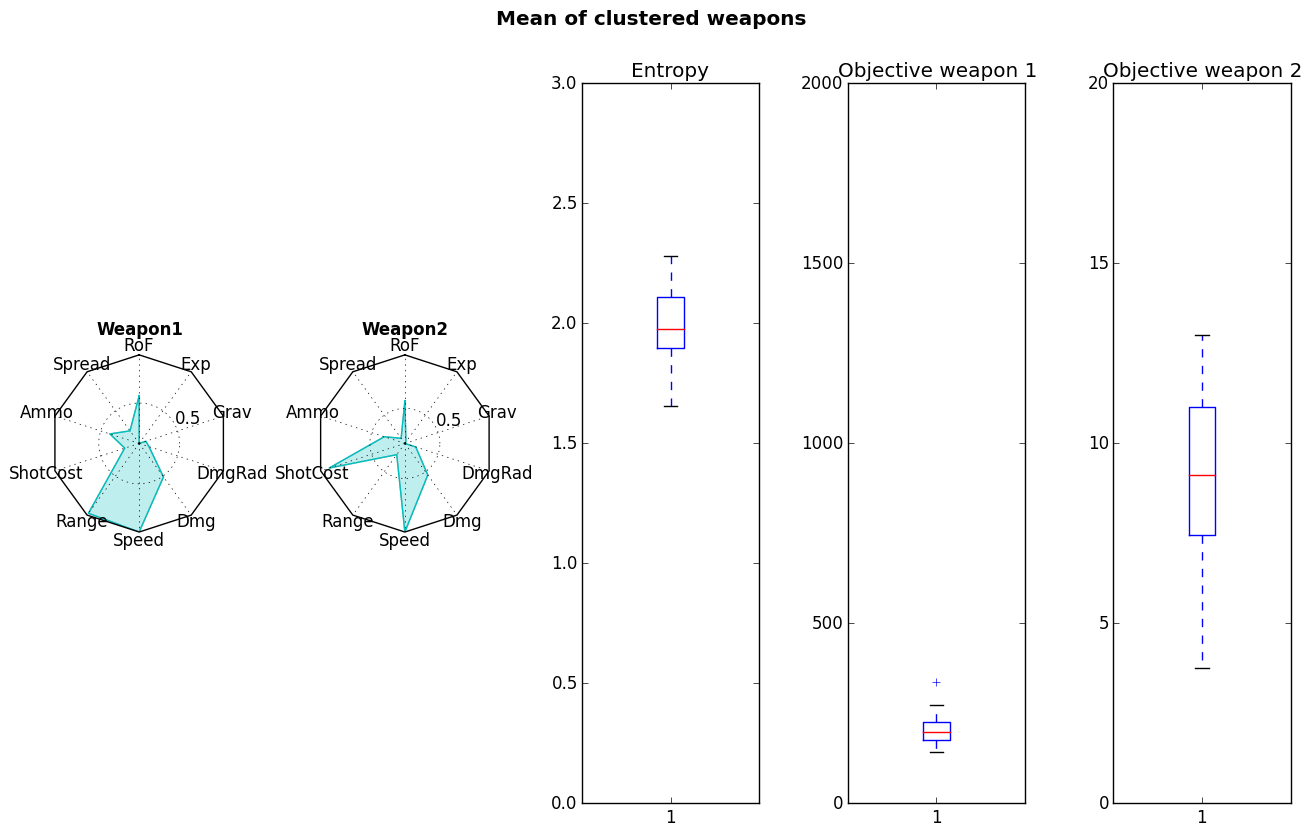 Mean of clustered weapons
Weapon1
RoF
Spread
Exp
Ammo
Grav
0.5
ShotCost
DmgRad
Range
Dmg
Speed
Weapon2
RoF
Spread
Exp
Ammo
Grav
0.5
ShotCost
DmgRad
Range
Dmg
Speed
Entropy
3.0
2.5
2.0
1.5
1.0
0.5
0.0
1
Objective weapon 1
2000
1500
1000
500
0
1
Objective weapon 2
20
15
10
5
0
1